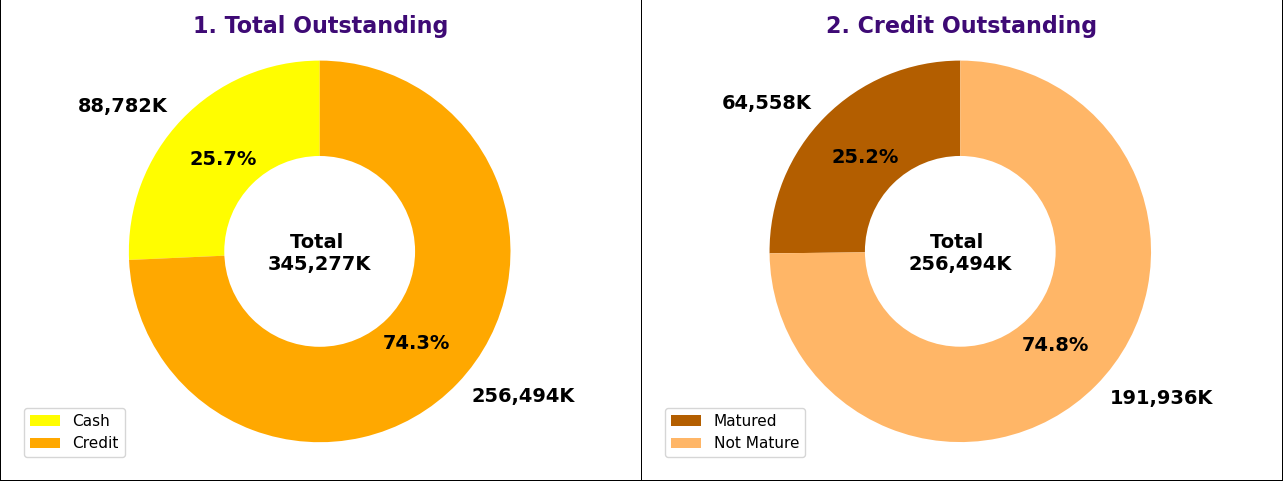 1. Total Outstanding
88,782K
25.7%
Total
345,277K
74.3%
256,494K
Cash
Credit
2. Credit Outstanding
64,558K
25.2%
Total
256,494K
74.8%
191,936K
Matured
Not Mature